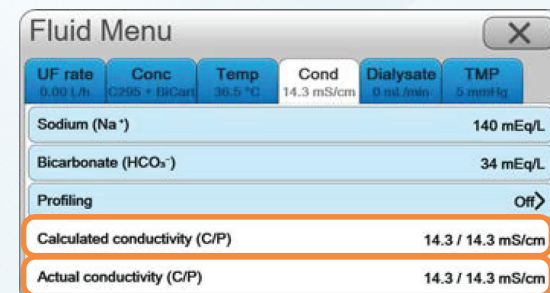 Fluid Menu
UF rate Conc Temp Cond Dialysate TMP
0.00 L/h C295 + BiCart 36.5 °C 14.3 mS/cm 0 mL/min 5 mmHg
Sodium (Na⁺) 140 mEq/L
Bicarbonate (HCO₃⁻) 34 mEq/L
Profiling Off>
Calculated conductivity (C/P) 14.3 / 14.3 mS/cm
Actual conductivity (C/P) 14.3 / 14.3 mS/cm